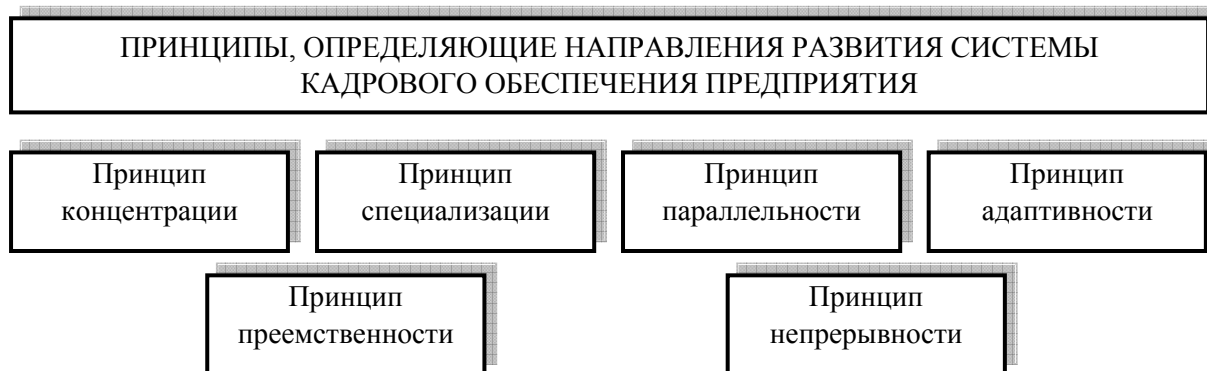 ПРИНЦИПЫ, ОПРЕДЕЛЯЮЩИЕ НАПРАВЛЕНИЯ РАЗВИТИЯ СИСТЕМЫ
КАДРОВОГО ОБЕСПЕЧЕНИЯ ПРЕДПРИЯТИЯ
Принцип
концентрации
Принцип
специализации
Принцип
параллельности
Принцип
адаптивности
Принцип
преемственности
Принцип
непрерывности